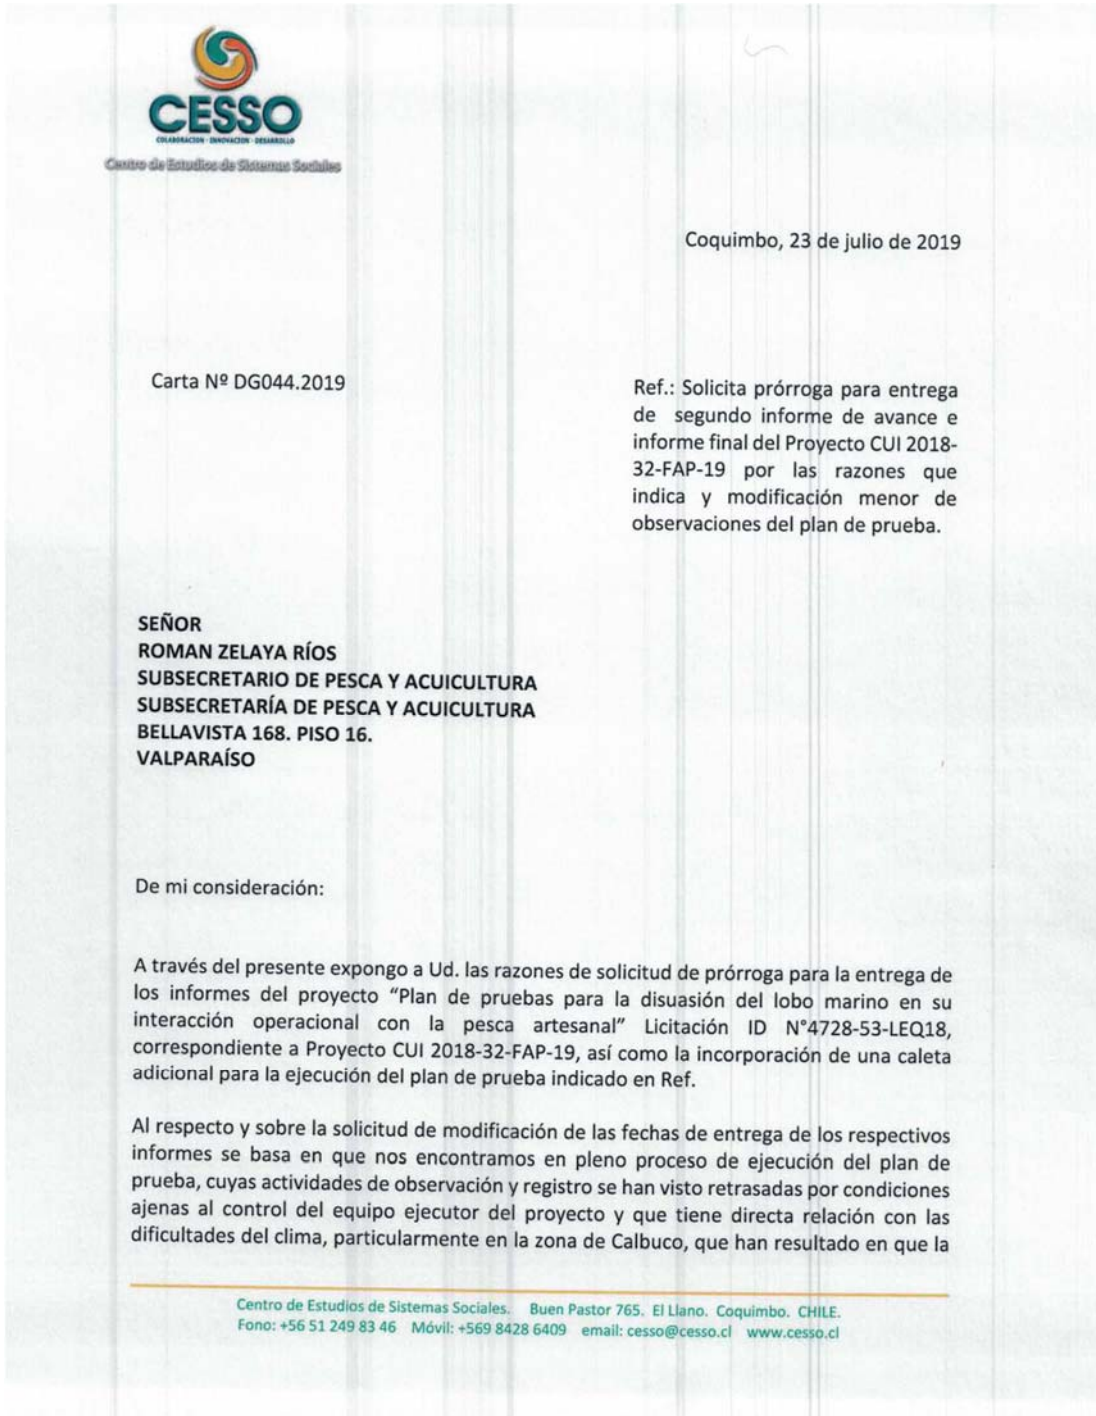 CESSO
COLABORACION - INNOVACION - DESARROLLO
Centro de Estudios de Sistemas Sociales
Coquimbo, 23 de julio de 2019
Carta Nº DG044.2019
Ref.: Solicita prórroga para entrega
de segundo informe de avance e
informe final del Proyecto CUI 2018-
32-FAP-19 por las razones que
indica y modificación menor de
observaciones del plan de prueba.
SEÑOR
ROMAN ZELAYA RÍOS
SUBSECRETARIO DE PESCA Y ACUICULTURA
SUBSECRETARÍA DE PESCA Y ACUICULTURA
BELLAVISTA 168. PISO 16.
VALPARAÍSO
De mi consideración:
A través del presente expongo a Ud. las razones de solicitud de prórroga para la entrega de
los informes del proyecto “Plan de pruebas para la disuasión del lobo marino en su
interacción operacional con la pesca artesanal” Licitación ID N°4728-53-LEQ18,
correspondiente a Proyecto CUI 2018-32-FAP-19, así como la incorporación de una caleta
adicional para la ejecución del plan de prueba indicado en Ref.
Al respecto y sobre la solicitud de modificación de las fechas de entrega de los respectivos
informes se basa en que nos encontramos en pleno proceso de ejecución del plan de
prueba, cuyas actividades de observación y registro se han visto retrasadas por condiciones
ajenas al control del equipo ejecutor del proyecto y que tiene directa relación con las
dificultades del clima, particularmente en la zona de Calbuco, que han resultado en que la
Centro de Estudios de Sistemas Sociales. Buen Pastor 765. El Llano. Coquimbo. CHILE.
Fono: +56 51 249 83 46 Móvil: +569 8428 6409 email: cesso@cesso.cl www.cesso.cl